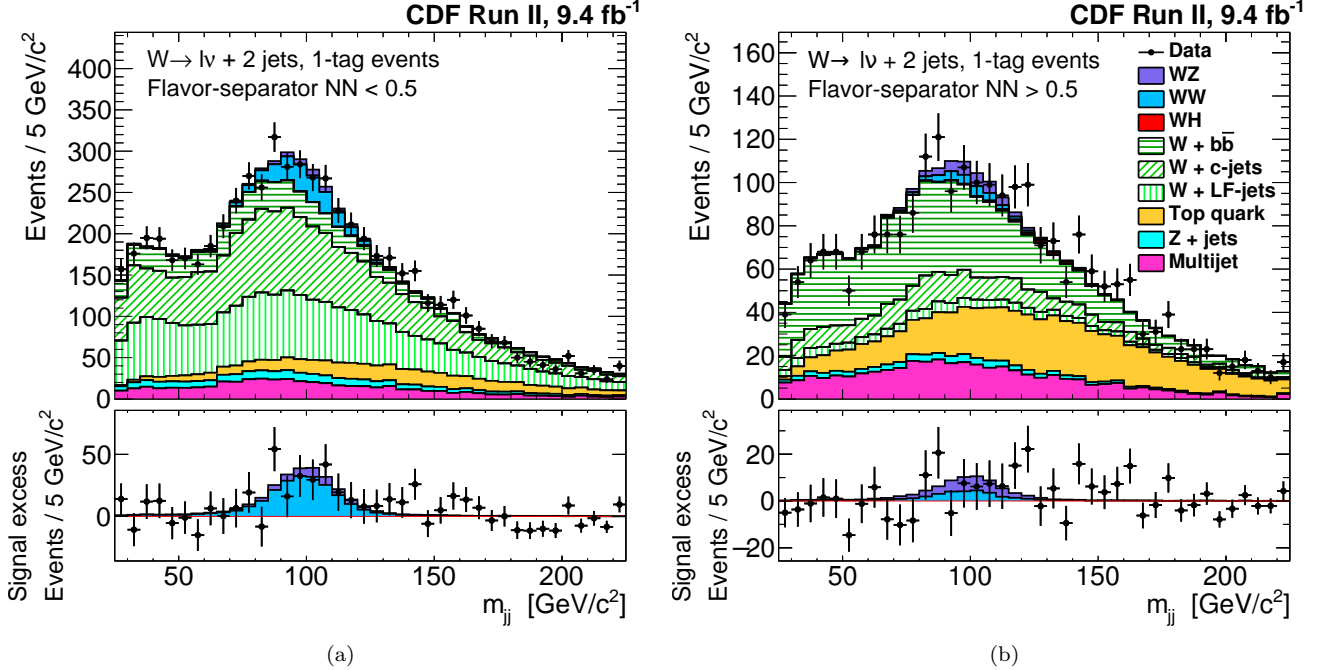 CDF Run II, 9.4 fb⁻¹
Events / 5 GeV/c²
W→ lν + 2 jets, 1-tag events
Flavor-separator NN < 0.5
400
350
300
250
200
150
100
50
0
Signal excess
Events / 5 GeV/c²
50
0
50 100 150 200
m_jj [GeV/c²]
(a)
CDF Run II, 9.4 fb⁻¹
Events / 5 GeV/c²
W→ lν + 2 jets, 1-tag events
Flavor-separator NN > 0.5
Data
WZ
WW
WH
W + bb̅
W + c-jets
W + LF-jets
Top quark
Z + jets
Multijet
160
140
120
100
80
60
40
20
0
Signal excess
Events / 5 GeV/c²
20
0
−20
50 100 150 200
m_jj [GeV/c²]
(b)